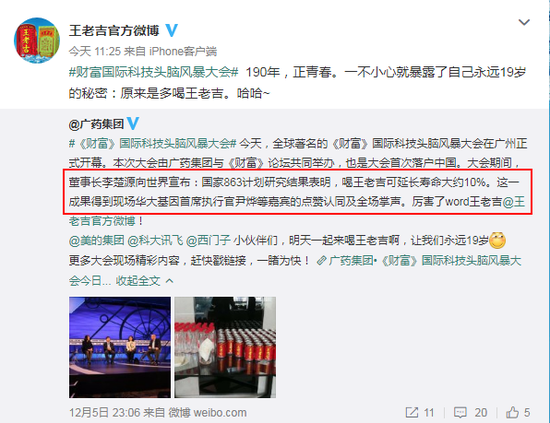 王老吉官方微博
今天 11:25 来自 iPhone客户端
#财富国际科技头脑风暴大会# 190年，正青春。一不小心就暴露了自己永远19岁
的秘密：原来是多喝王老吉。哈哈~
@广药集团
#《财富》国际科技头脑风暴大会# 今天，全球著名的《财富》国际科技头脑风暴大会在广州正
式开幕。本次大会由广药集团与《财富》论坛共同举办，也是大会首次落户中国。大会期间，
董事长李楚源向世界宣布：国家863计划研究结果表明，喝王老吉可延长寿命大约10%。这一
成果得到现场华大基因首席执行官尹烨等嘉宾的点赞认同及全场掌声。厉害了word王老吉@王
老吉官方微博！
@美的集团 @科大讯飞 @西门子 小伙伴们，明天一起来喝王老吉啊，让我们永远19岁
更多大会现场精彩内容，赶快戳链接，一睹为快！ 广药集团•《财富》国际科技头脑风暴大
会今日... 收起全文
12月5日 23:06 来自 微博 weibo.com
11 20 5